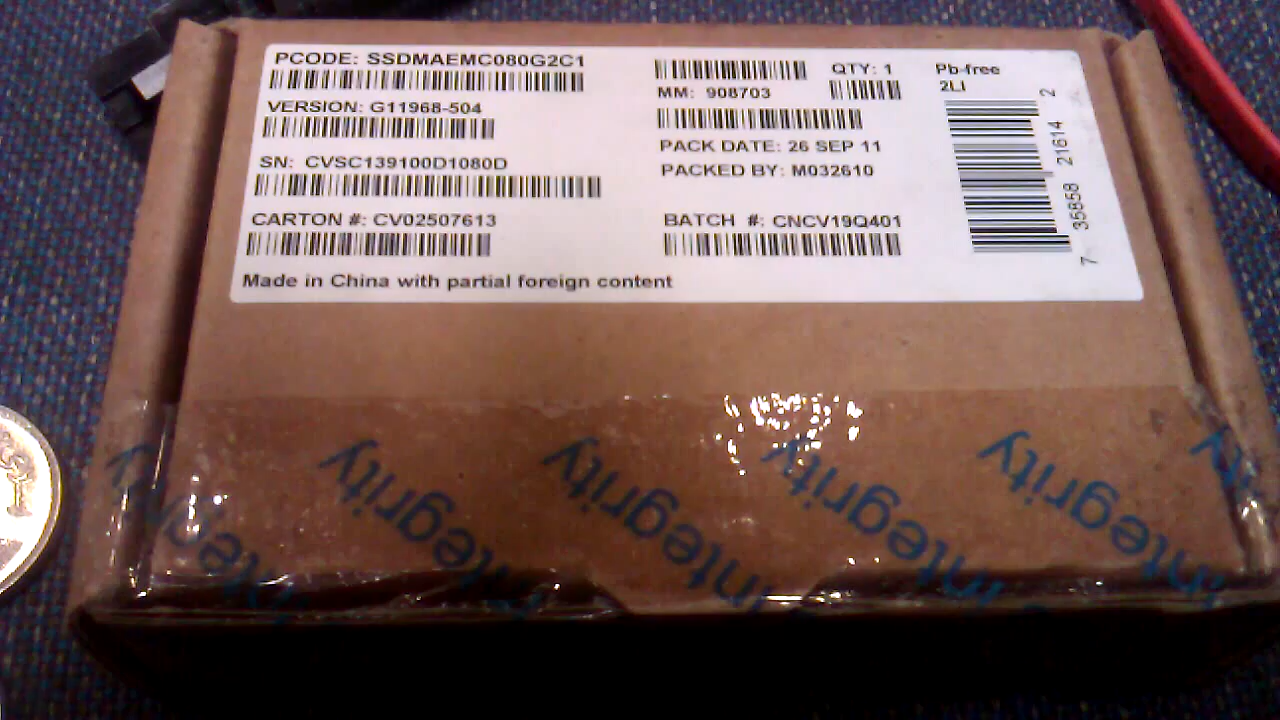 PCODE: SSDMAEMC080G2C1
VERSION: G11968-504
SN: CVSC139100D1080D
CARTON #: CV02507613
Made in China with partial foreign content
QTY: 1
MM: 908703
PACK DATE: 26 SEP 11
PACKED BY: M032610
BATCH #: CNCV19Q401
Pb-free
2LI
7 35858 21614 2
integrity
integrity
integrity
integrity